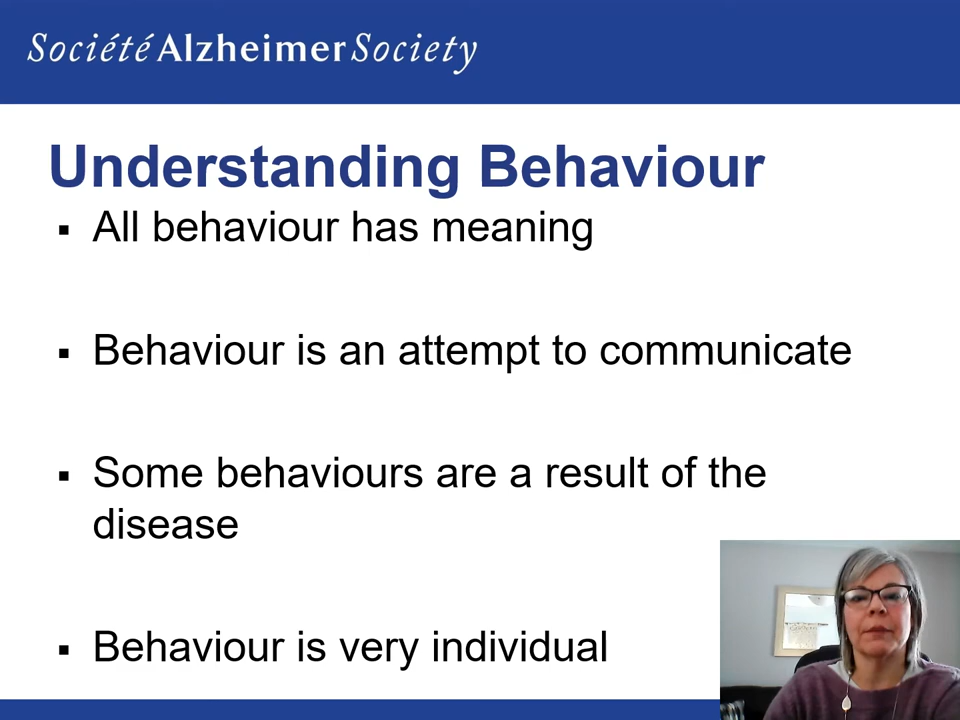 Société Alzheimer Society
Understanding Behaviour
▪ All behaviour has meaning
▪ Behaviour is an attempt to communicate
▪ Some behaviours are a result of the
disease
▪ Behaviour is very individual